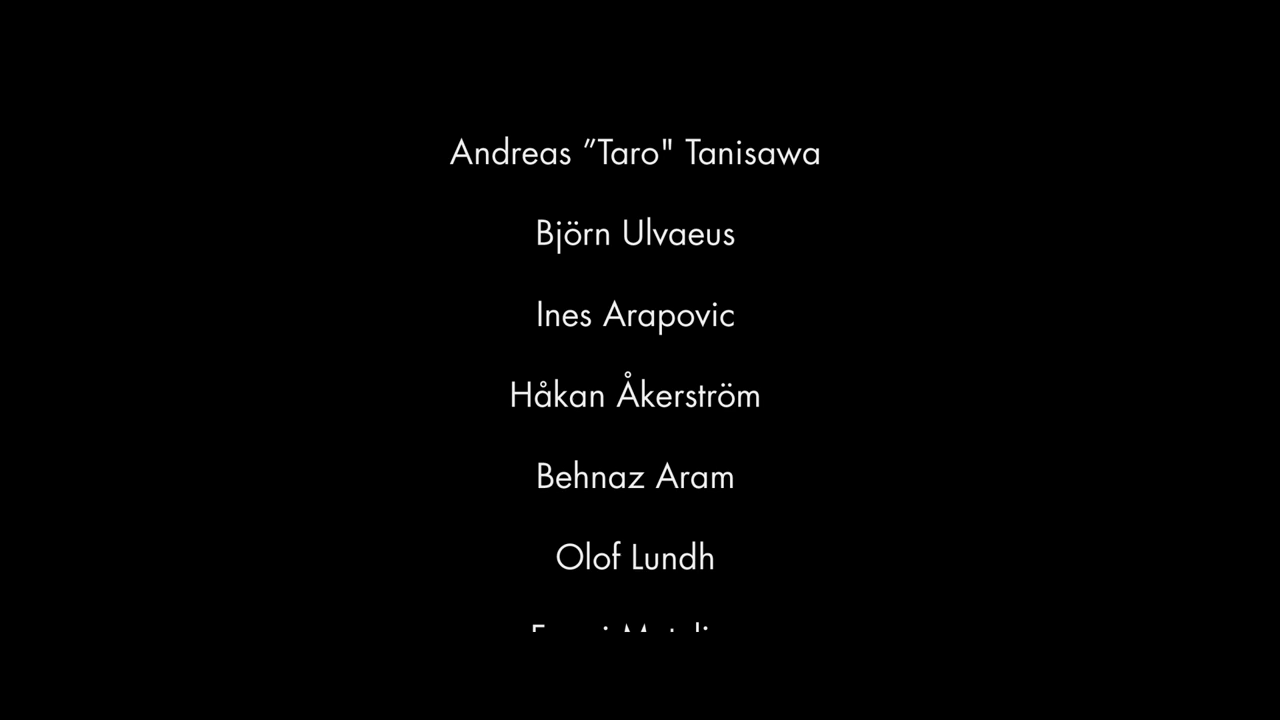 Andreas ”Taro" Tanisawa
Björn Ulvaeus
Ines Arapovic
Håkan Åkerström
Behnaz Aram
Olof Lundh